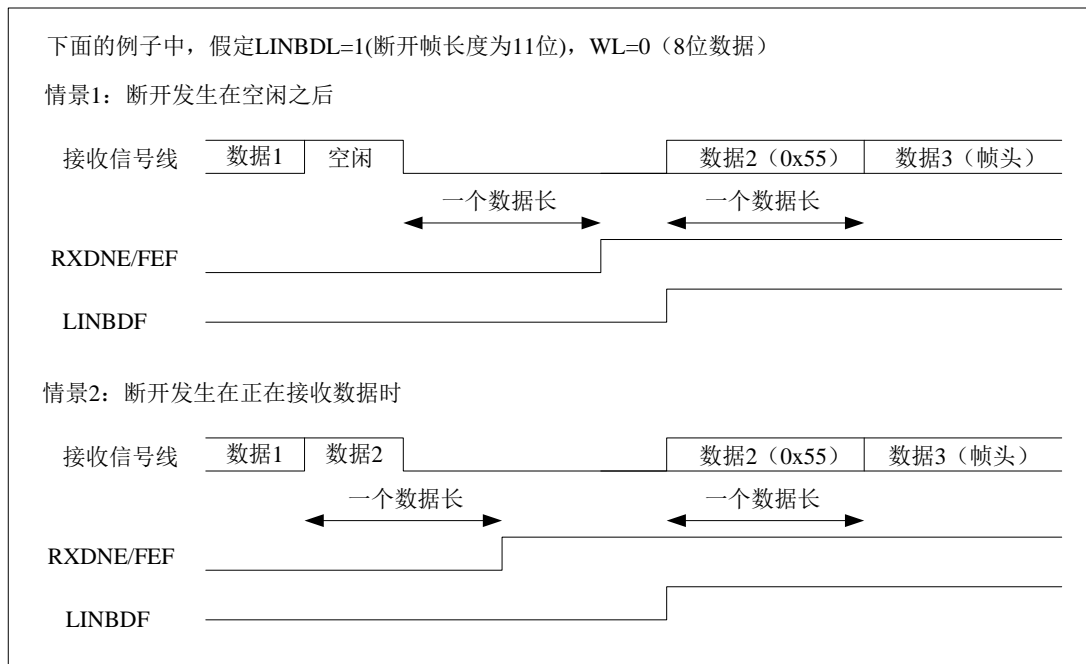 下面的例子中，假定LINBDL=1(断开帧长度为11位)，WL=0（8位数据）
情景1：断开发生在空闲之后
接收信号线 数据1 空闲 数据2（0x55） 数据3（帧头）
一个数据长 一个数据长
RXDNE/FEF
LINBDF
情景2：断开发生在正在接收数据时
接收信号线 数据1 数据2 数据2（0x55） 数据3（帧头）
一个数据长 一个数据长
RXDNE/FEF
LINBDF